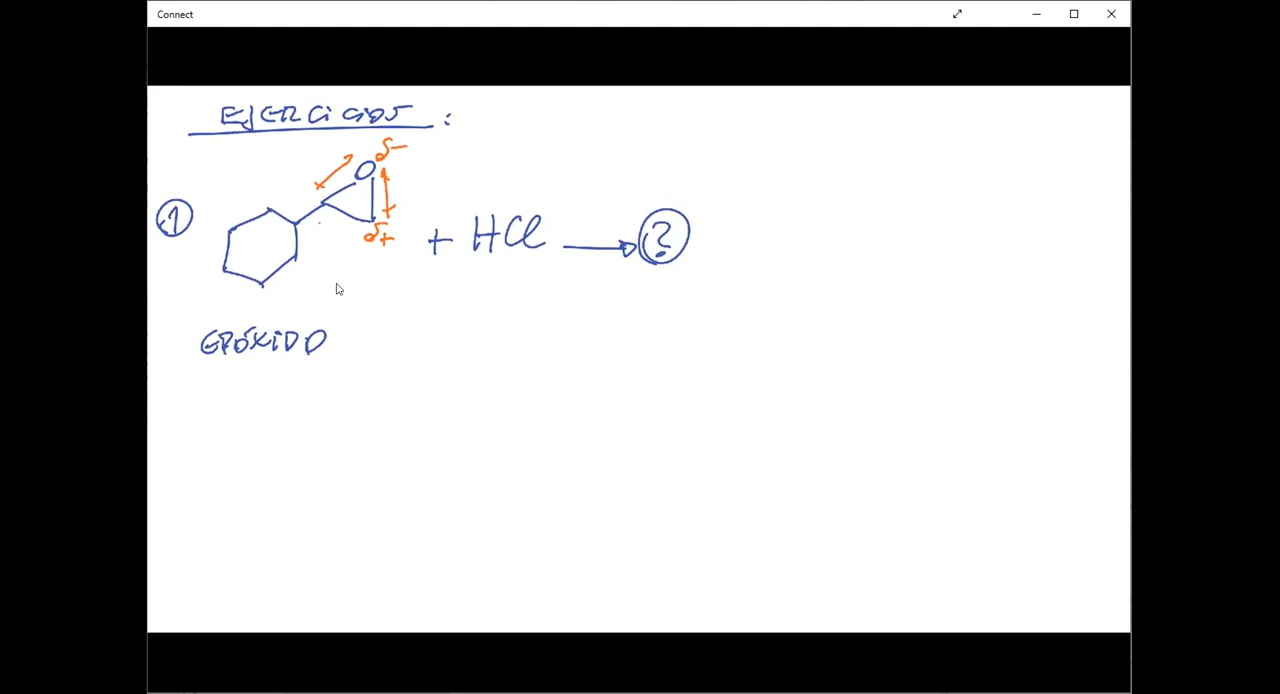 Connect
EJERCICIOS :
δ-
① O
δ+ + HCl → ?
EPÓXIDO